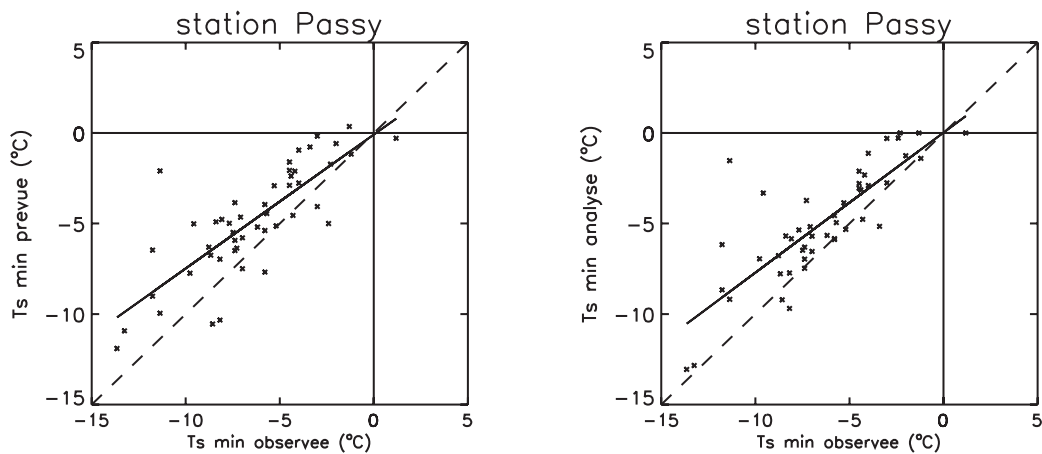 station Passy
5
0
−5
−10
−15
−15 −10 −5 0 5
Ts min prevue (°C)
Ts min observee (°C)
station Passy
5
0
−5
−10
−15
−15 −10 −5 0 5
Ts min analyse (°C)
Ts min observee (°C)